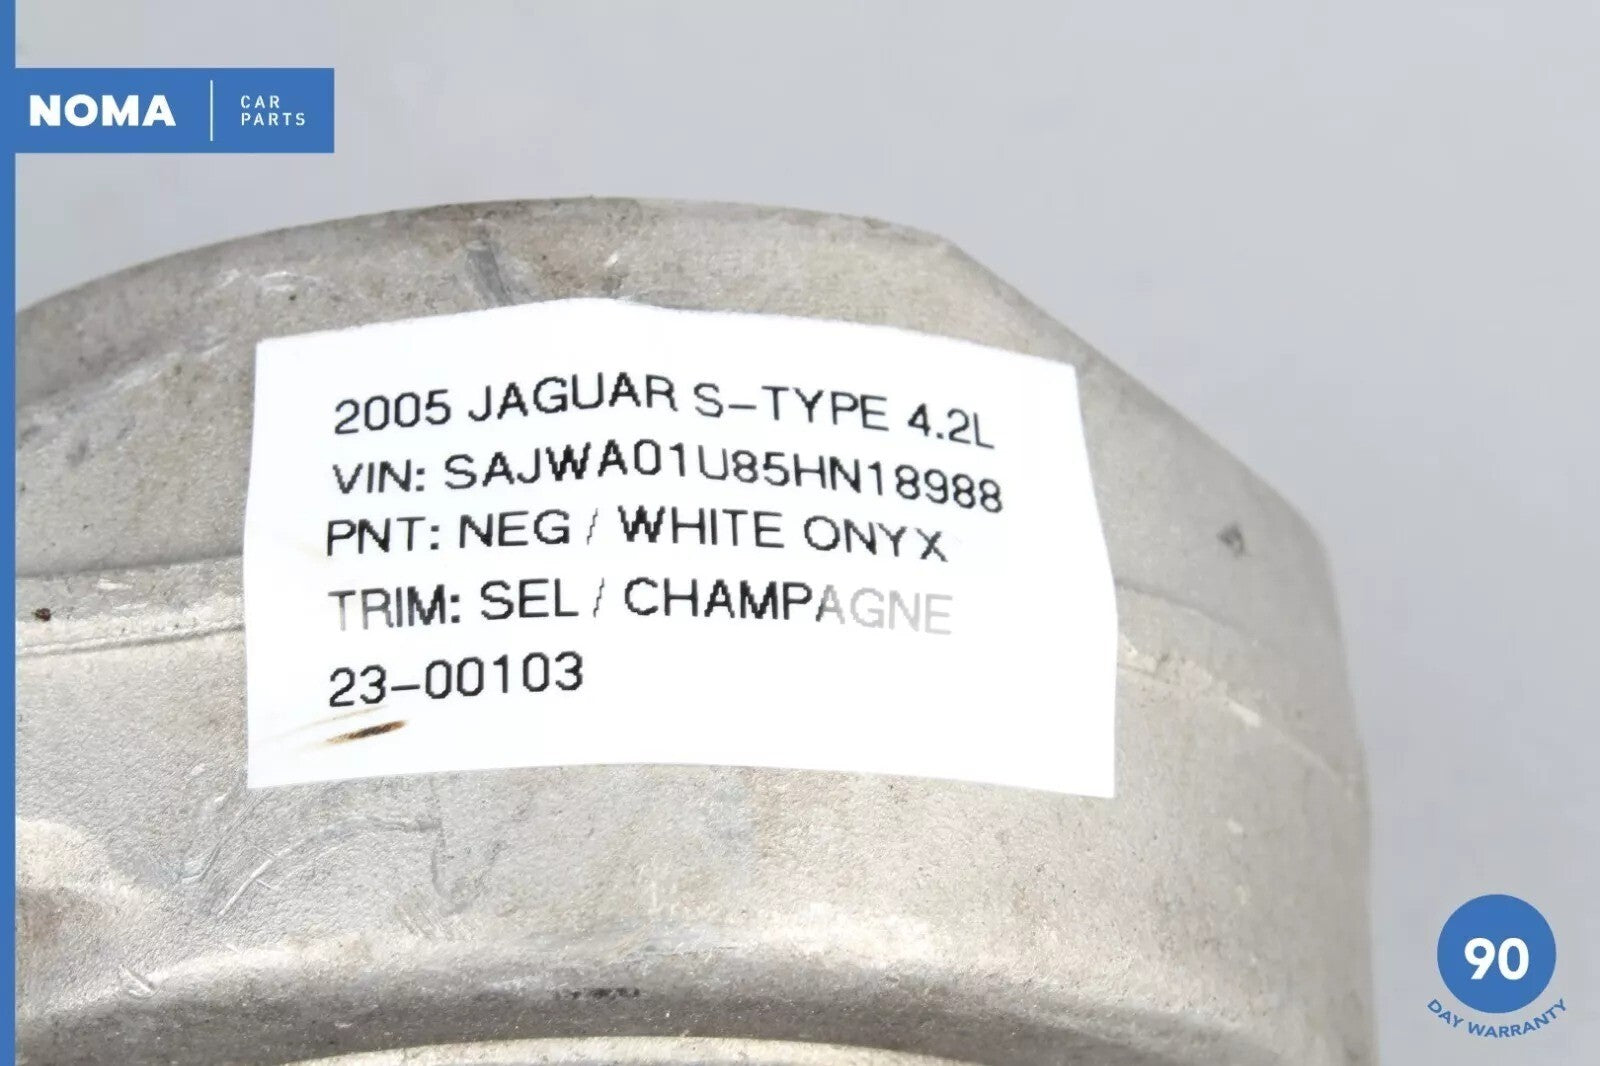 NOMA
CAR
PARTS
2005 JAGUAR S-TYPE 4.2L
VIN: SAJWA01U85HN18988
PNT: NEG / WHITE ONYX
TRIM: SEL / CHAMPAGNE
23-00103
90
DAY WARRANTY